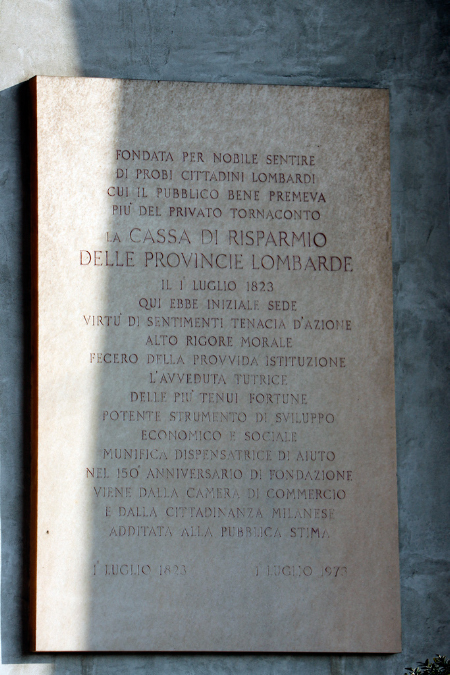 FONDATA PER NOBILE SENTIRE
DI PROBI CITTADINI LOMBARDI
CUI IL PUBBLICO BENE PREMEVA
PIU' DEL PRIVATO TORNACONTO
LA CASSA DI RISPARMIO
DELLE PROVINCIE LOMBARDE
IL 1° LUGLIO 1823
QUI EBBE INIZIALE SEDE
VIRTU' DI SENTIMENTI TENACIA D'AZIONE
ALTO RIGORE MORALE
FECERO DELLA PROVVIDA ISTITUZIONE
L'AVVEDUTA TUTRICE
DELLE PIU' TENUI FORTUNE
POTENTE STRUMENTO DI SVILUPPO
ECONOMICO E SOCIALE
MUNIFICA DISPENSATRICE DI AIUTO
NEL 150° ANNIVERSARIO DI FONDAZIONE
VIENE DALLA CAMERA DI COMMERCIO
E DALLA CITTADINANZA MILANESE
ADDITATA ALLA PUBBLICA STIMA
1° LUGLIO 1823 1° LUGLIO 1973